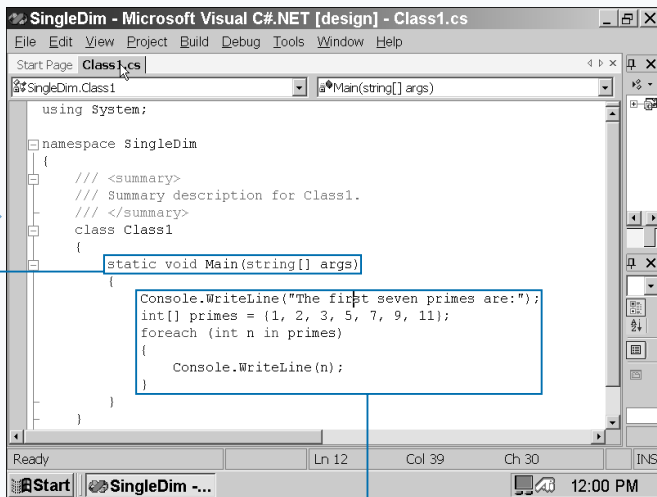 SingleDim - Microsoft Visual C#.NET [design] - Class1.cs
File Edit View Project Build Debug Tools Window Help
Start Page Class1.cs
SingleDim.Class1 Main(string[] args)
using System;
namespace SingleDim
{
/// <summary>
/// Summary description for Class1.
/// </summary>
class Class1
{
static void Main(string[] args)
{
Console.WriteLine("The first seven primes are:");
int[] primes = {1, 2, 3, 5, 7, 9, 11};
foreach (int n in primes)
{
Console.WriteLine(n);
}
}
}
Ready Ln 12 Col 39 Ch 30 INS
Start SingleDim -... 12:00 PM